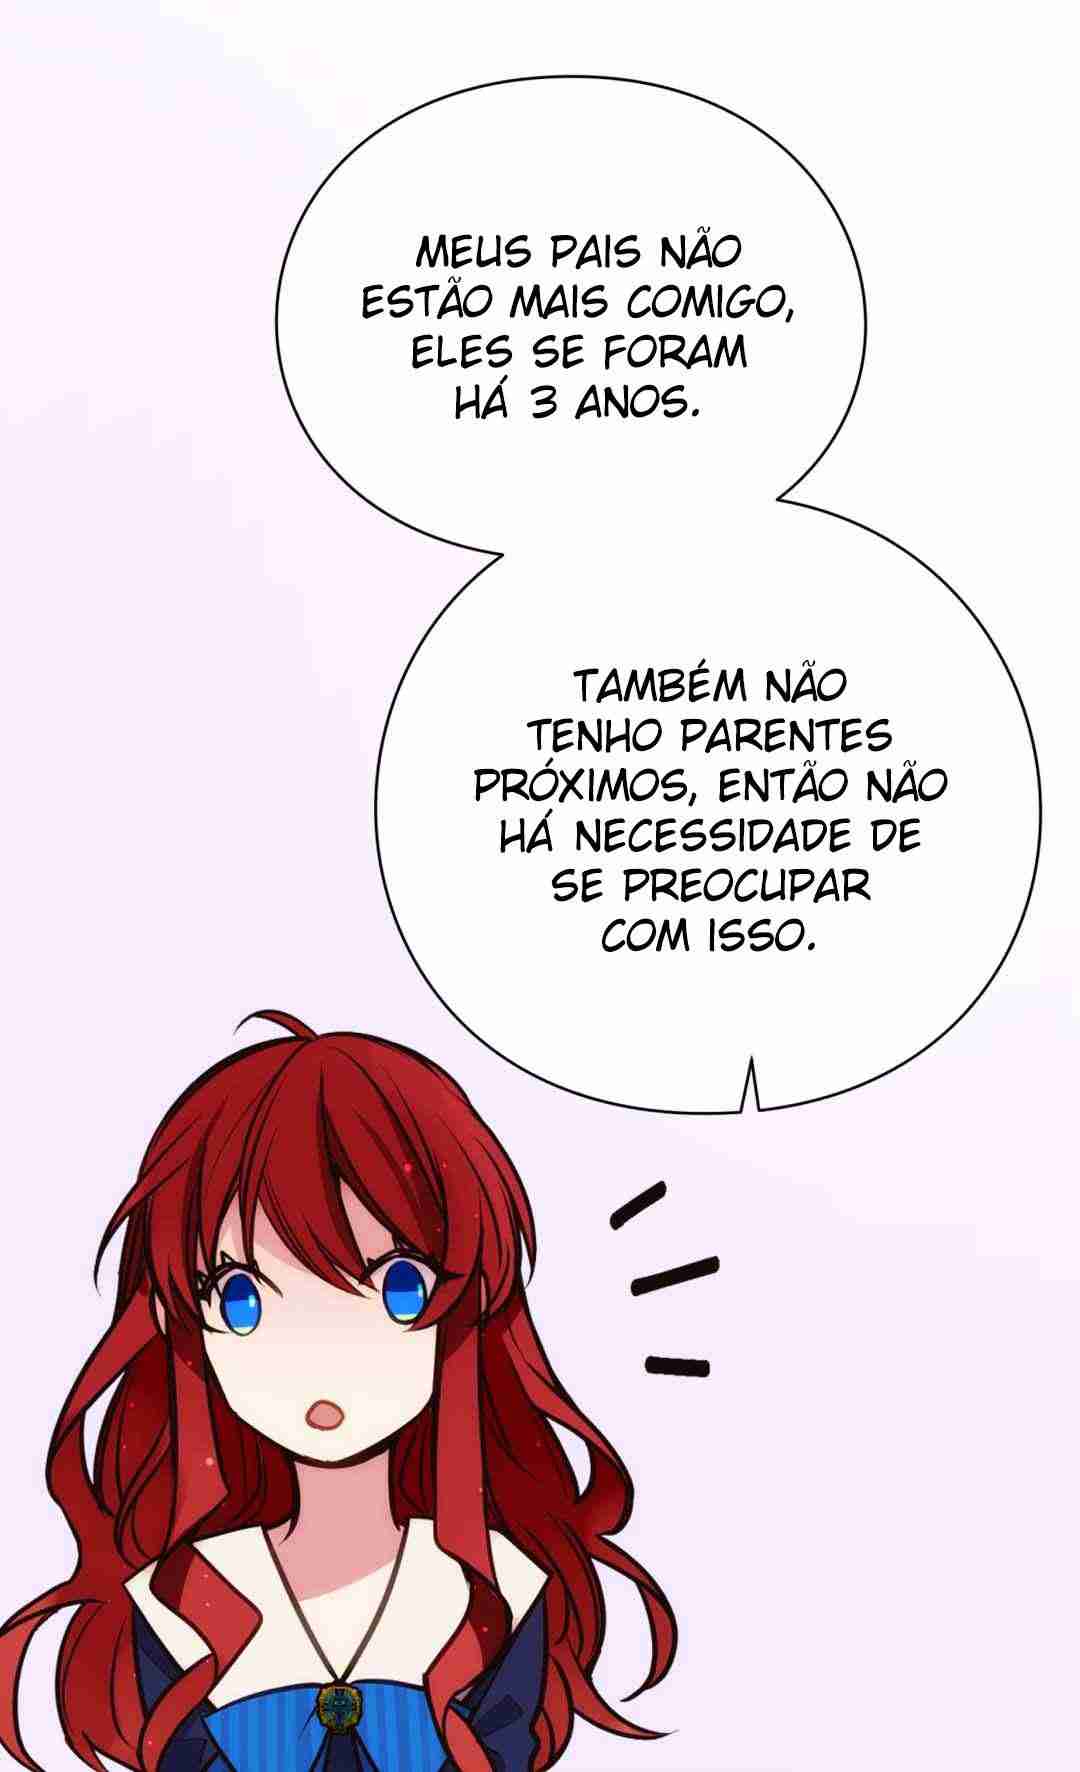 MEUS PAIS NÃO
ESTÃO MAIS COMIGO,
ELES SE FORAM
HÁ 3 ANOS.
TAMBÉM NÃO
TENHO PARENTES
PRÓXIMOS, ENTÃO NÃO
HÁ NECESSIDADE DE
SE PREOCUPAR
COM ISSO.